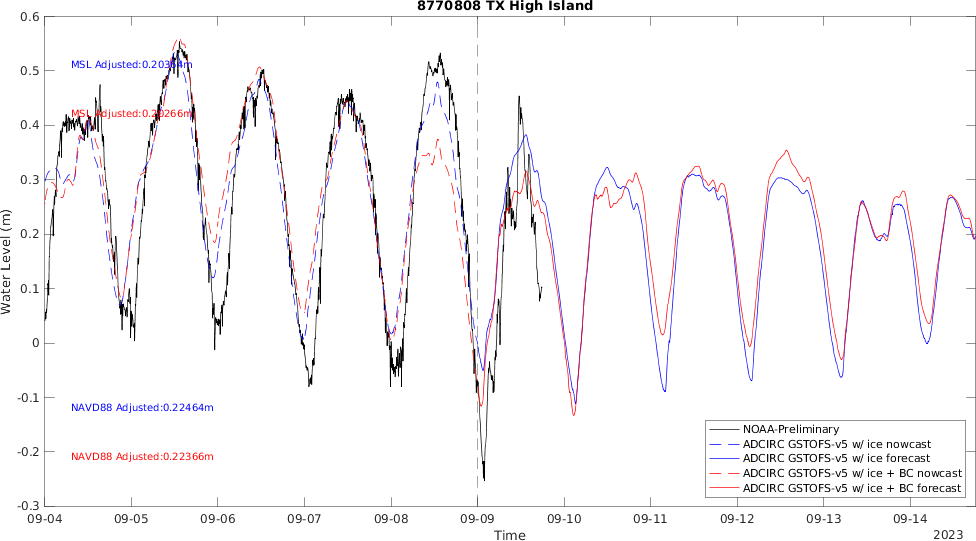 8770808 TX High Island
Water Level (m)
0.6
0.5
0.4
0.3
0.2
0.1
0
-0.1
-0.2
-0.3
MSL Adjusted:0.20364m
MSL Adjusted:0.20266m
NAVD88 Adjusted:0.22464m
NAVD88 Adjusted:0.22366m
NOAA-Preliminary
ADCIRC GSTOFS-v5 w/ ice nowcast
ADCIRC GSTOFS-v5 w/ ice forecast
ADCIRC GSTOFS-v5 w/ ice + BC nowcast
ADCIRC GSTOFS-v5 w/ ice + BC forecast
09-04 09-05 09-06 09-07 09-08 09-09 09-10 09-11 09-12 09-13 09-14
Time
2023